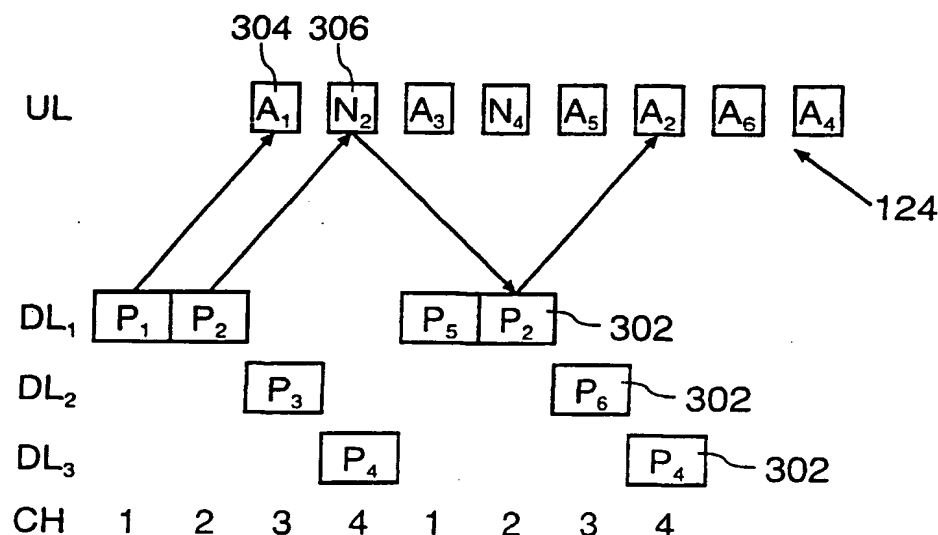 304 306
UL A₁ N₂ A₃ N₄ A₅ A₂ A₆ A₄
124
DL₁ P₁ P₂ P₅ P₂ 302
DL₂ P₃ P₆ 302
DL₃ P₄ P₄ 302
CH 1 2 3 4 1 2 3 4